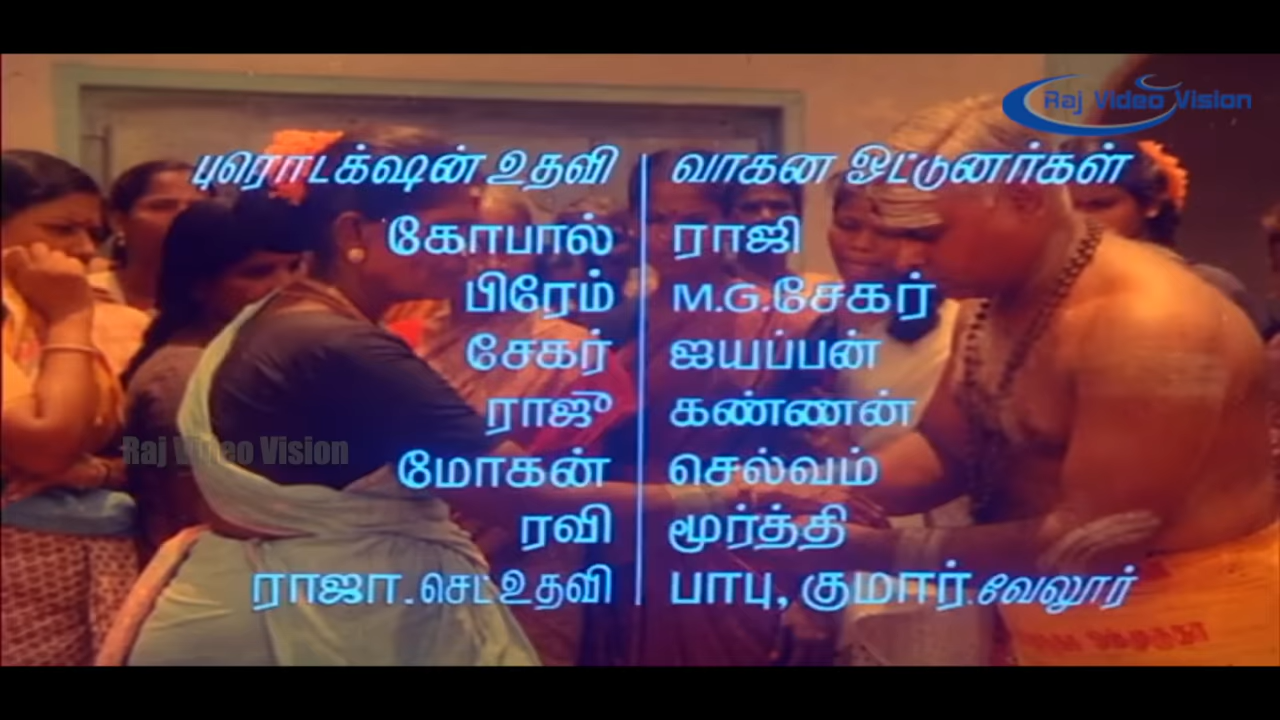 Raj Video Vision
புரொடக்ஷன் உதவி
கோபால்
பிரேம்
சேகர்
ராஜு
மோகன்
ரவி
ராஜா.செட்உதவி
வாகன ஓட்டுனர்கள்
ராஜி
M.G.சேகர்
ஐயப்பன்
கண்ணன்
செல்வம்
மூர்த்தி
பாபு, குமார்.வேலூர்
Raj Video Vision